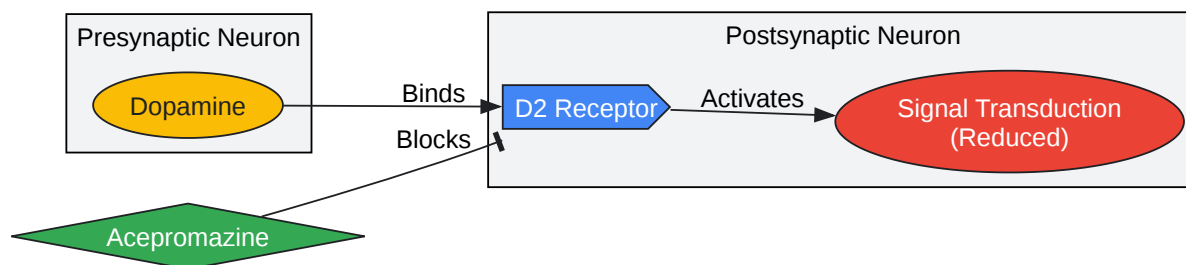 Presynaptic Neuron
Postsynaptic Neuron
Dopamine
Binds
D2 Receptor
Activates
Signal Transduction
(Reduced)
Blocks
Acepromazine